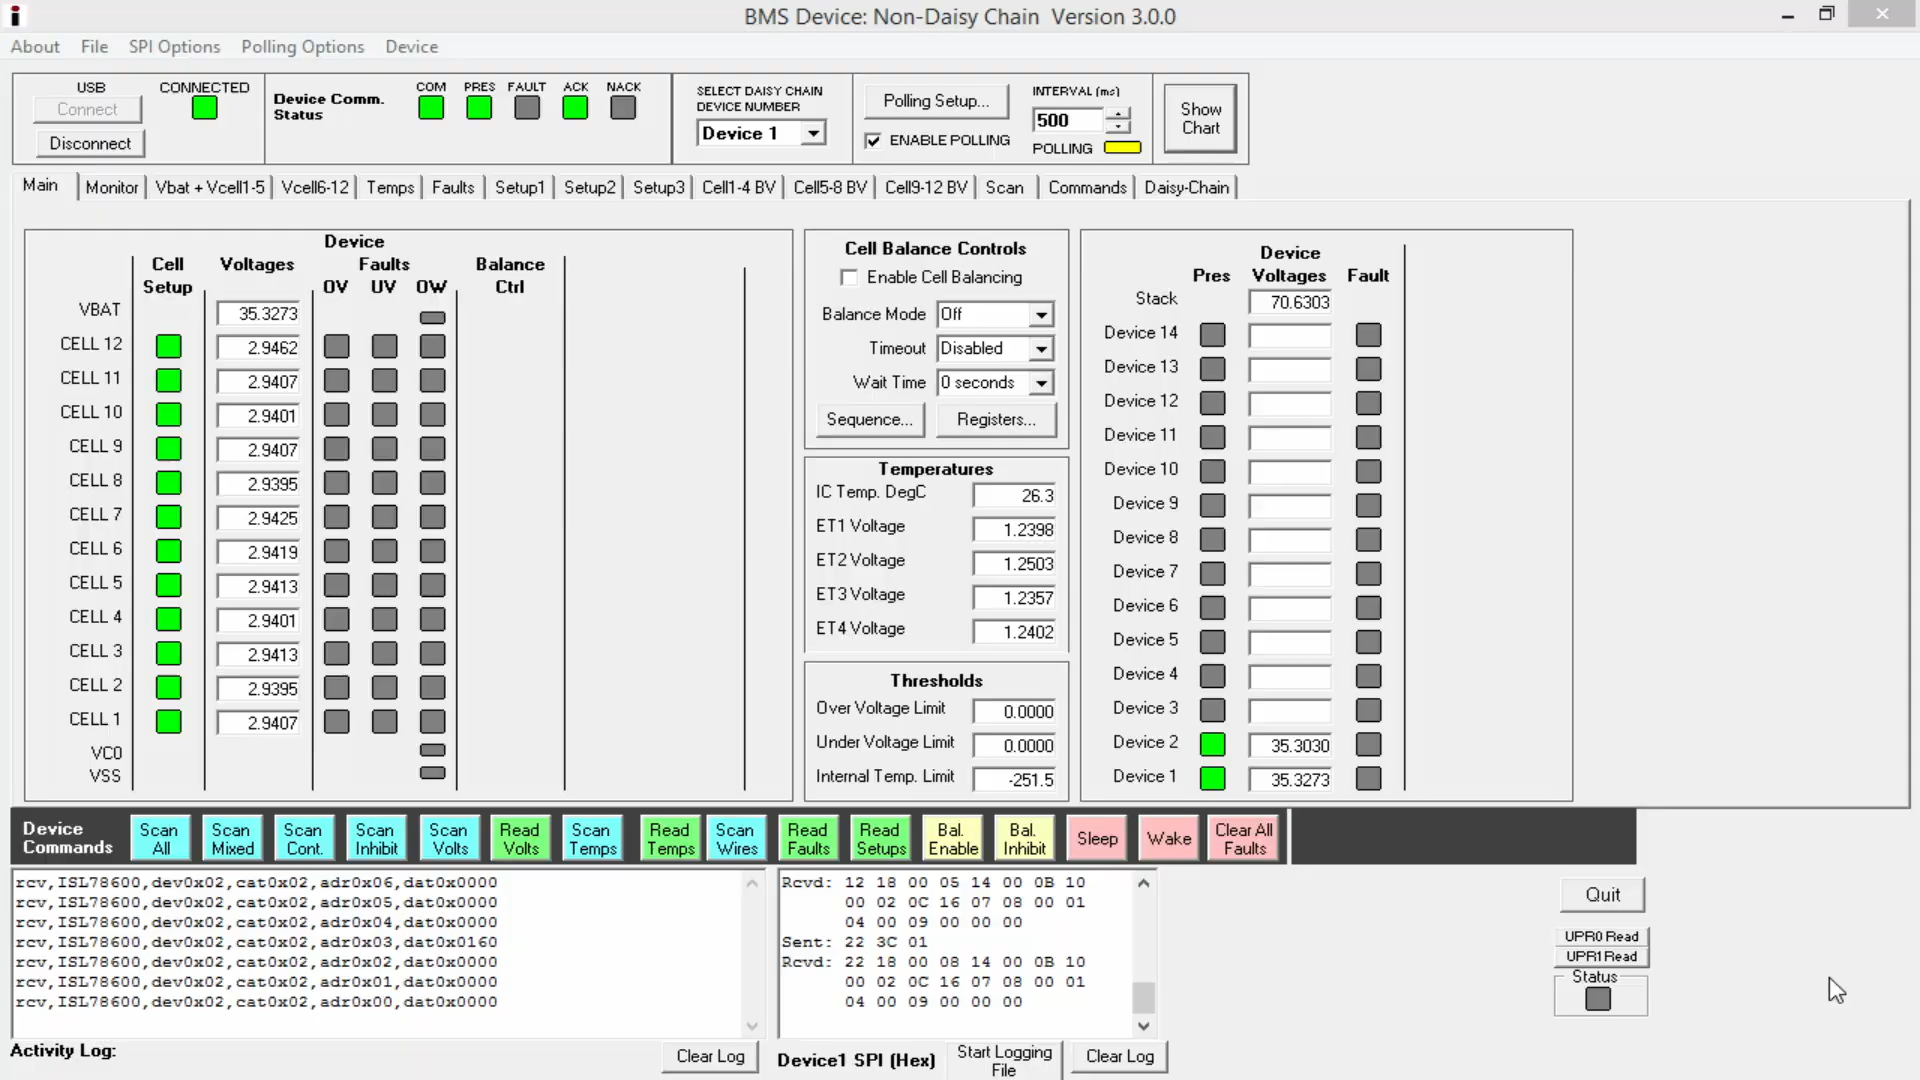 BMS Device: Non-Daisy Chain Version 3.0.0
About File SPI Options Polling Options Device
USB
Connect
Disconnect
CONNECTED
Device Comm.
Status
COM PRES FAULT ACK NACK
SELECT DAISY CHAIN
DEVICE NUMBER
Device 1
Polling Setup...
ENABLE POLLING
INTERVAL (ms)
500
POLLING
Show
Chart
Main Monitor Vbat + Vcell1-5 Vcell6-12 Temps Faults Setup1 Setup2 Setup3 Cell1-4 BV Cell5-8 BV Cell9-12 BV Scan Commands Daisy-Chain
Device
Cell Voltages Faults Balance
Setup OV UV OW Ctrl
VBAT 35.3273
CELL 12 2.9462
CELL 11 2.9407
CELL 10 2.9401
CELL 9 2.9407
CELL 8 2.9395
CELL 7 2.9425
CELL 6 2.9419
CELL 5 2.9413
CELL 4 2.9401
CELL 3 2.9413
CELL 2 2.9395
CELL 1 2.9407
VC0
VSS
Cell Balance Controls
Enable Cell Balancing
Balance Mode Off
Timeout Disabled
Wait Time 0 seconds
Sequence... Registers...
Temperatures
IC Temp. DegC 26.3
ET1 Voltage 1.2398
ET2 Voltage 1.2503
ET3 Voltage 1.2357
ET4 Voltage 1.2402
Thresholds
Over Voltage Limit 0.0000
Under Voltage Limit 0.0000
Internal Temp. Limit -251.5
Device
Pres Voltages Fault
Stack 70.6303
Device 14
Device 13
Device 12
Device 11
Device 10
Device 9
Device 8
Device 7
Device 6
Device 5
Device 4
Device 3
Device 2 35.3030
Device 1 35.3273
Device
Commands
Scan
All
Scan
Mixed
Scan
Cont.
Scan
Inhibit
Scan
Volts
Read
Volts
Scan
Temps
Read
Temps
Scan
Wires
Read
Faults
Read
Setups
Bal.
Enable
Bal.
Inhibit
Sleep
Wake
Clear All
Faults
rcv,ISL78600,dev0x02,cat0x02,adr0x06,dat0x0000
rcv,ISL78600,dev0x02,cat0x02,adr0x05,dat0x0000
rcv,ISL78600,dev0x02,cat0x02,adr0x04,dat0x0000
rcv,ISL78600,dev0x02,cat0x02,adr0x03,dat0x0160
rcv,ISL78600,dev0x02,cat0x02,adr0x02,dat0x0000
rcv,ISL78600,dev0x02,cat0x02,adr0x01,dat0x0000
rcv,ISL78600,dev0x02,cat0x02,adr0x00,dat0x0000
Activity Log:
Clear Log
Rcvd: 12 18 00 05 14 00 0B 10
00 02 0C 16 07 08 00 01
04 00 09 00 00 00
Sent: 22 3C 01
Rcvd: 22 18 00 08 14 00 0B 10
00 02 0C 16 07 08 00 01
04 00 09 00 00 00
Device1 SPI (Hex)
Start Logging
File
Clear Log
Quit
UPR0 Read
UPR1 Read
Status